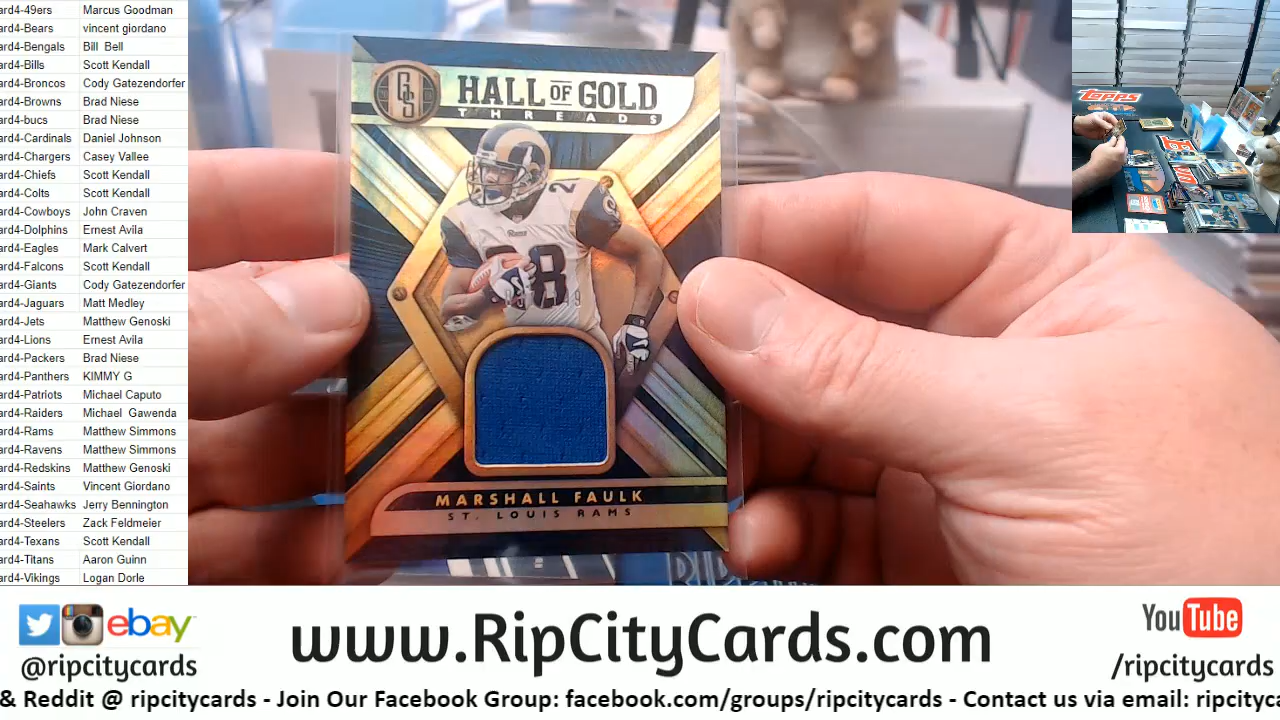 ard4-49ers Marcus Goodman
ard4-Bears vincent giordano
ard4-Bengals Bill Bell
ard4-Bills Scott Kendall
ard4-Broncos Cody Gatezendorfer
ard4-Browns Brad Niese
ard4-bucs Brad Niese
ard4-Cardinals Daniel Johnson
ard4-Chargers Casey Vallee
ard4-Chiefs Scott Kendall
ard4-Colts Scott Kendall
ard4-Cowboys John Craven
ard4-Dolphins Ernest Avila
ard4-Eagles Mark Calvert
ard4-Falcons Scott Kendall
ard4-Giants Cody Gatezendorfer
ard4-Jaguars Matt Medley
ard4-Jets Matthew Genoski
ard4-Lions Ernest Avila
ard4-Packers Brad Niese
ard4-Panthers KIMMY G
ard4-Patriots Michael Caputo
ard4-Raiders Michael Gawenda
ard4-Rams Matthew Simmons
ard4-Ravens Matthew Simmons
ard4-Redskins Matthew Genoski
ard4-Saints Vincent Giordano
ard4-Seahawks Jerry Bennington
ard4-Steelers Zack Feldmeier
ard4-Texans Scott Kendall
ard4-Titans Aaron Guinn
ard4-Vikings Logan Dorle
GS
HALL OF GOLD
THREADS
28
MARSHALL FAULK
ST. LOUIS RAMS
Topps
ebay
@ripcitycards
www.RipCityCards.com
YouTube
/ripcitycards
& Reddit @ ripcitycards - Join Our Facebook Group: facebook.com/groups/ripcitycards - Contact us via email: ripcityca